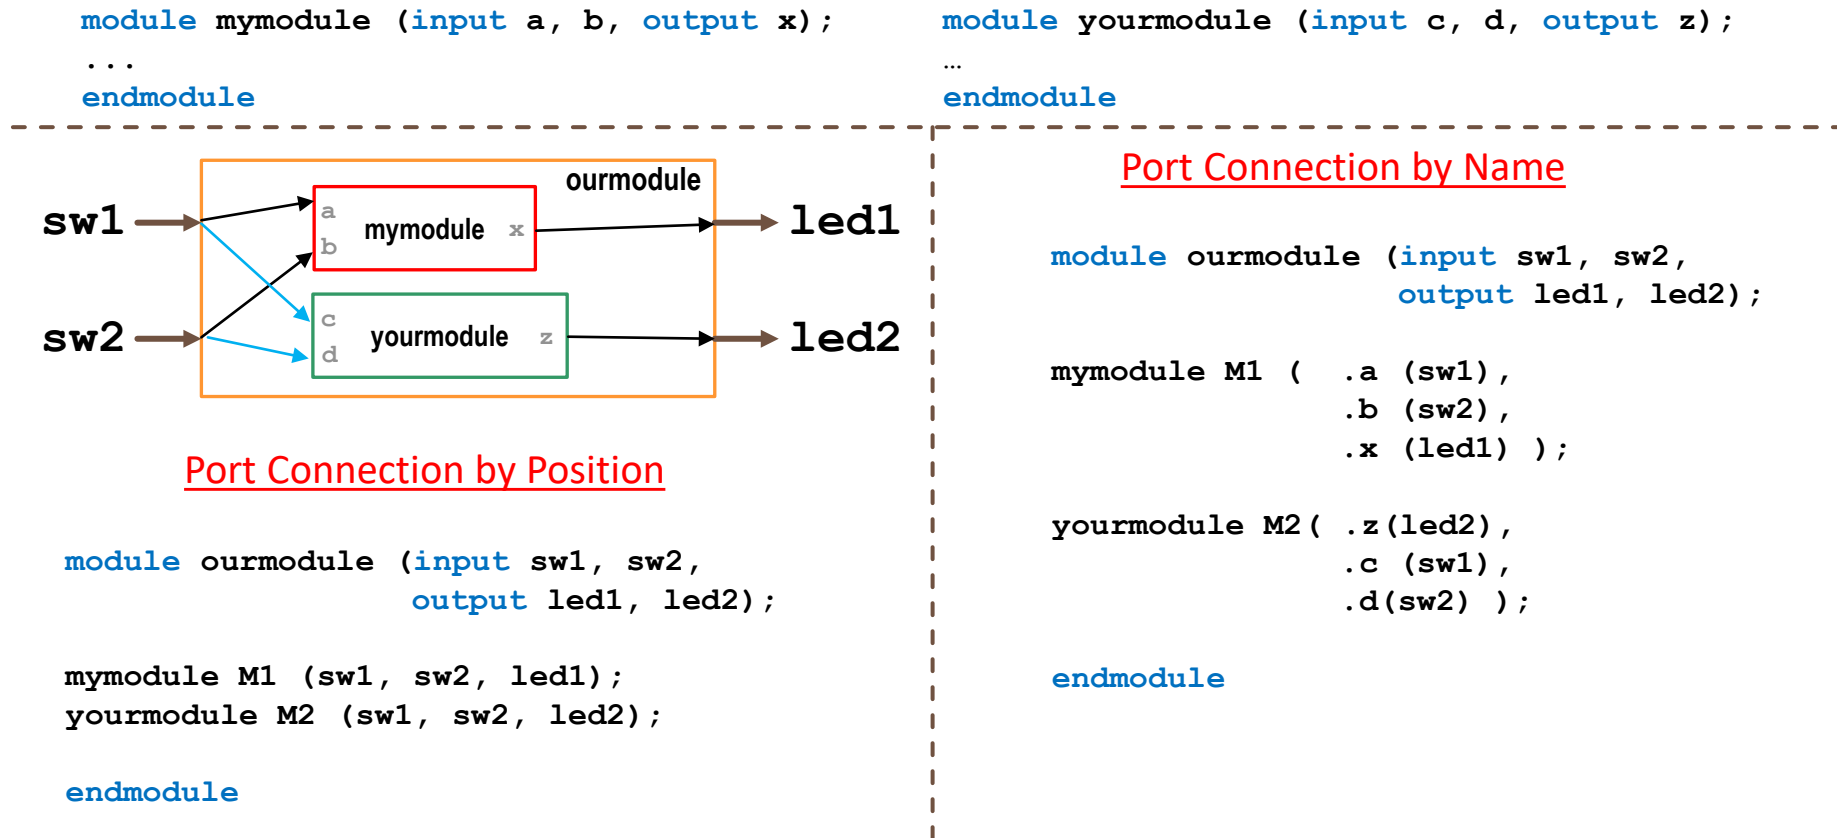 module mymodule (input a, b, output x);
...
endmodule
module yourmodule (input c, d, output z);
…
endmodule
ourmodule
sw1
a
mymodule
x
b
led1
sw2
c
yourmodule
z
d
led2
Port Connection by Position
module ourmodule (input sw1, sw2,
output led1, led2);
mymodule M1 (sw1, sw2, led1);
yourmodule M2 (sw1, sw2, led2);
endmodule
Port Connection by Name
module ourmodule (input sw1, sw2,
output led1, led2);
mymodule M1 ( .a (sw1),
.b (sw2),
.x (led1) );
yourmodule M2( .z(led2),
.c (sw1),
.d(sw2) );
endmodule